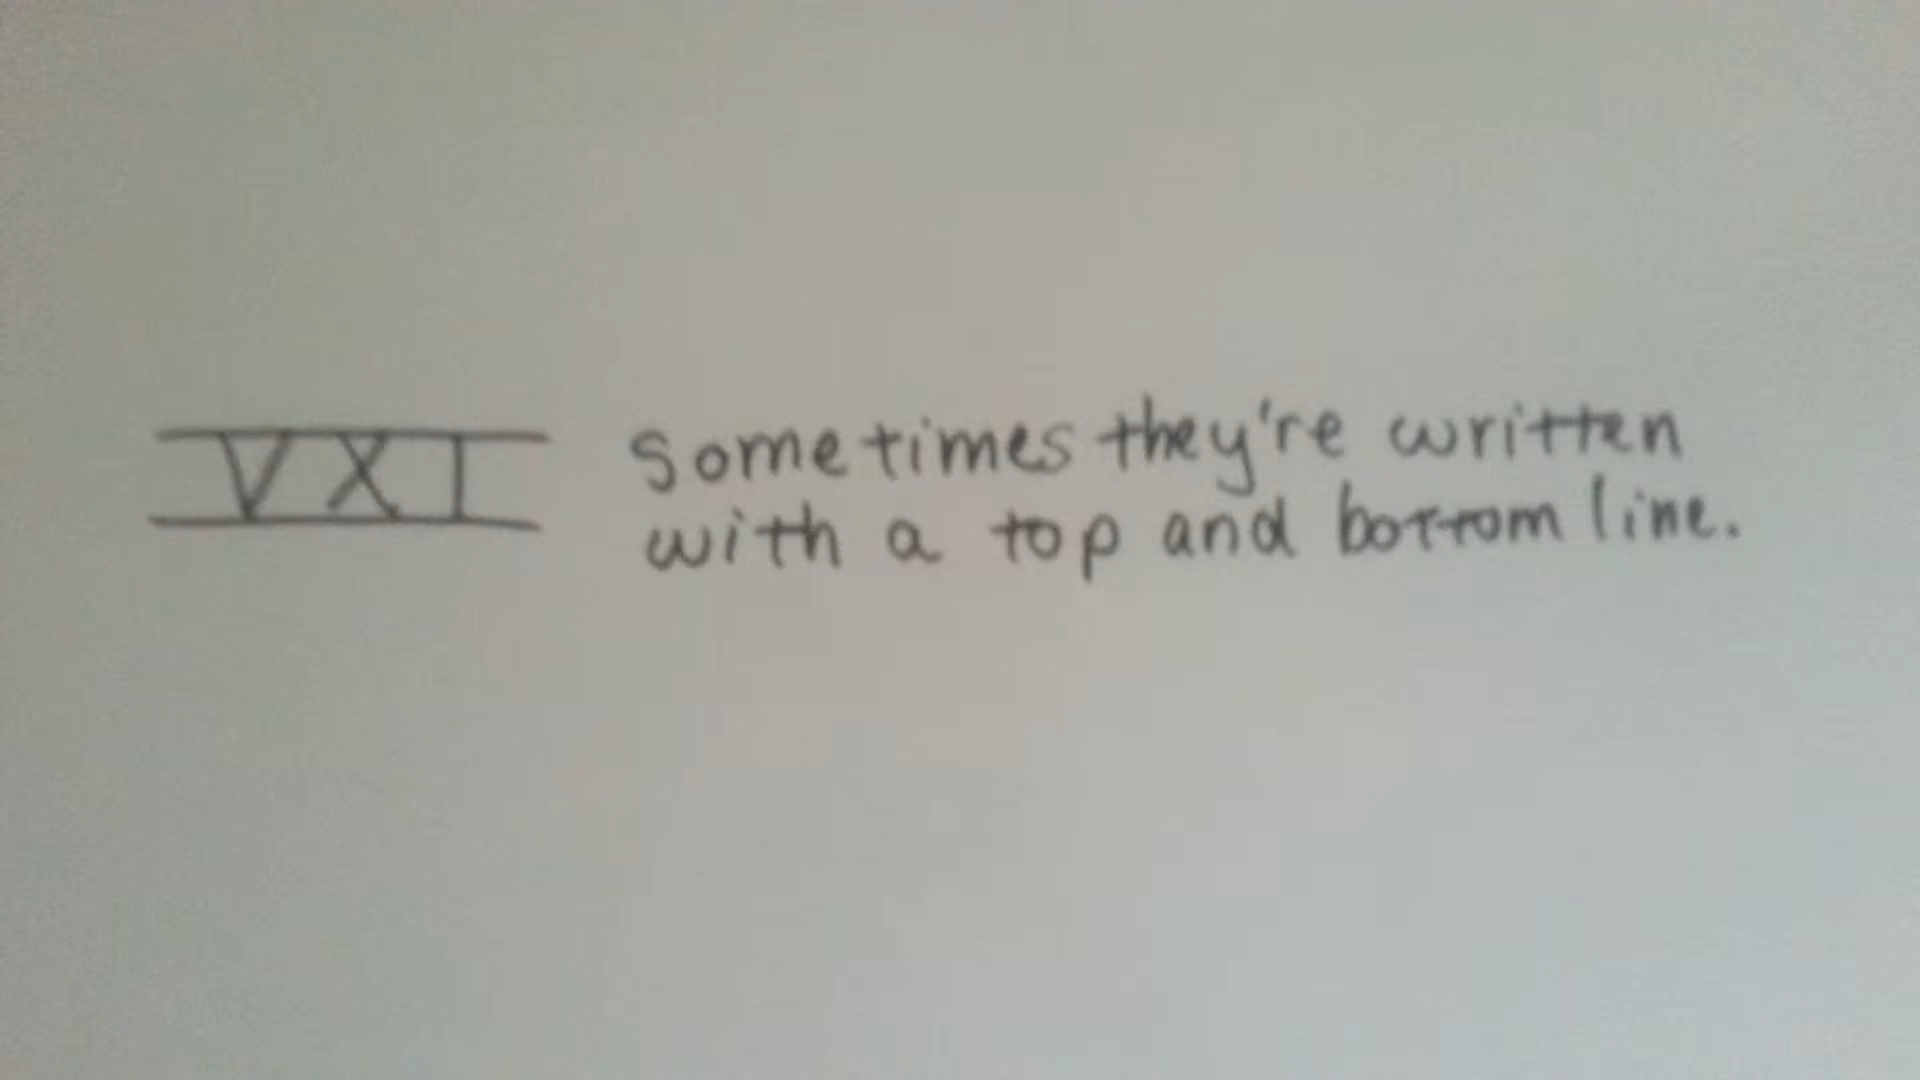 VXI
sometimes they're written
with a top and bottom line.